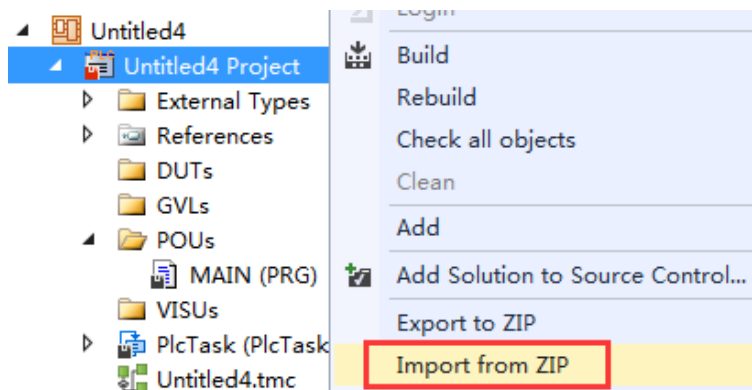 Untitled4
Untitled4 Project
External Types
References
DUTs
GVLs
POUs
MAIN (PRG)
VISUs
PlcTask (PlcTask
Untitled4.tmc
Login
Build
Rebuild
Check all objects
Clean
Add
Add Solution to Source Control...
Export to ZIP
Import from ZIP